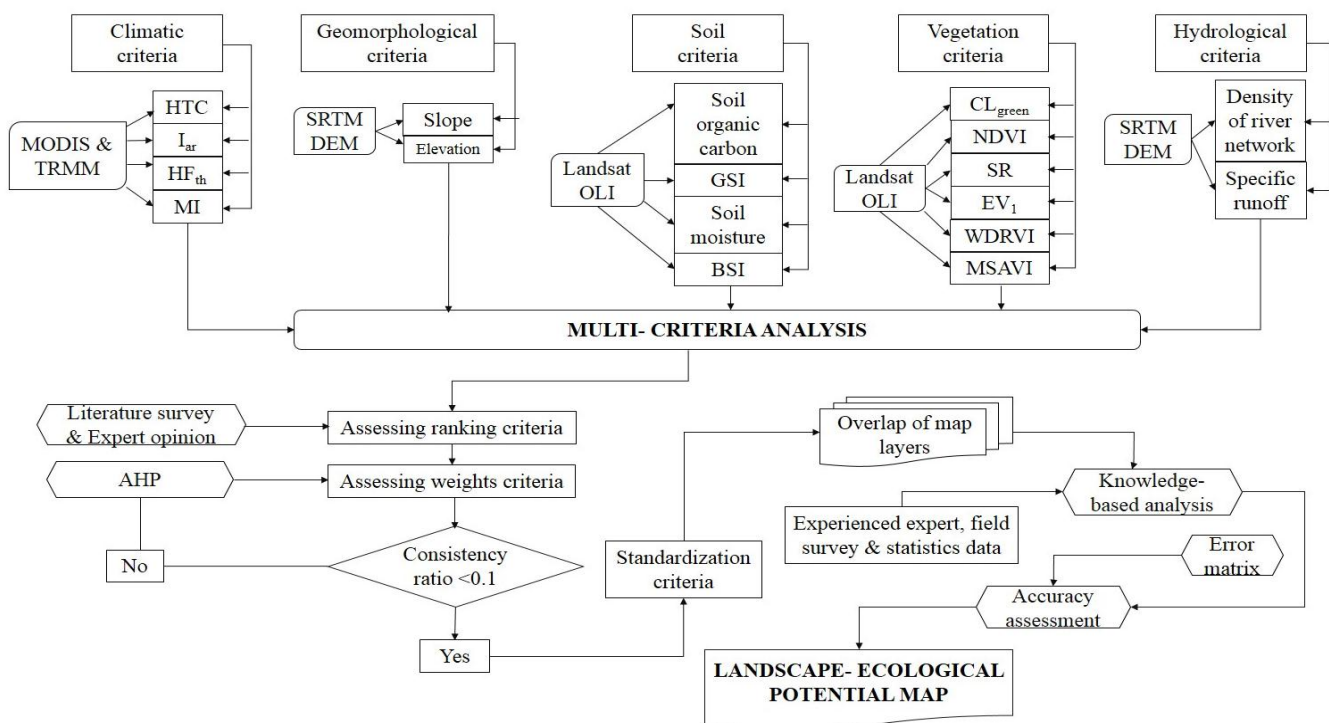 Climatic
criteria
Geomorphological
criteria
Soil
criteria
Vegetation
criteria
Hydrological
criteria
MODIS &
TRMM
HTC
Iar
HFth
MI
SRTM
DEM
Slope
Elevation
Landsat
OLI
Soil
organic
carbon
GSI
Soil
moisture
BSI
Landsat
OLI
CLgreen
NDVI
SR
EV1
WDRVI
MSAVI
SRTM
DEM
Density
of river
network
Specific
runoff
MULTI- CRITERIA ANALYSIS
Literature survey
& Expert opinion
Assessing ranking criteria
AHP
Assessing weights criteria
No
Consistency
ratio <0.1
Yes
Standardization
criteria
Overlap of map
layers
Experienced expert, field
survey & statistics data
Knowledge-
based analysis
Error
matrix
Accuracy
assessment
LANDSCAPE- ECOLOGICAL
POTENTIAL MAP